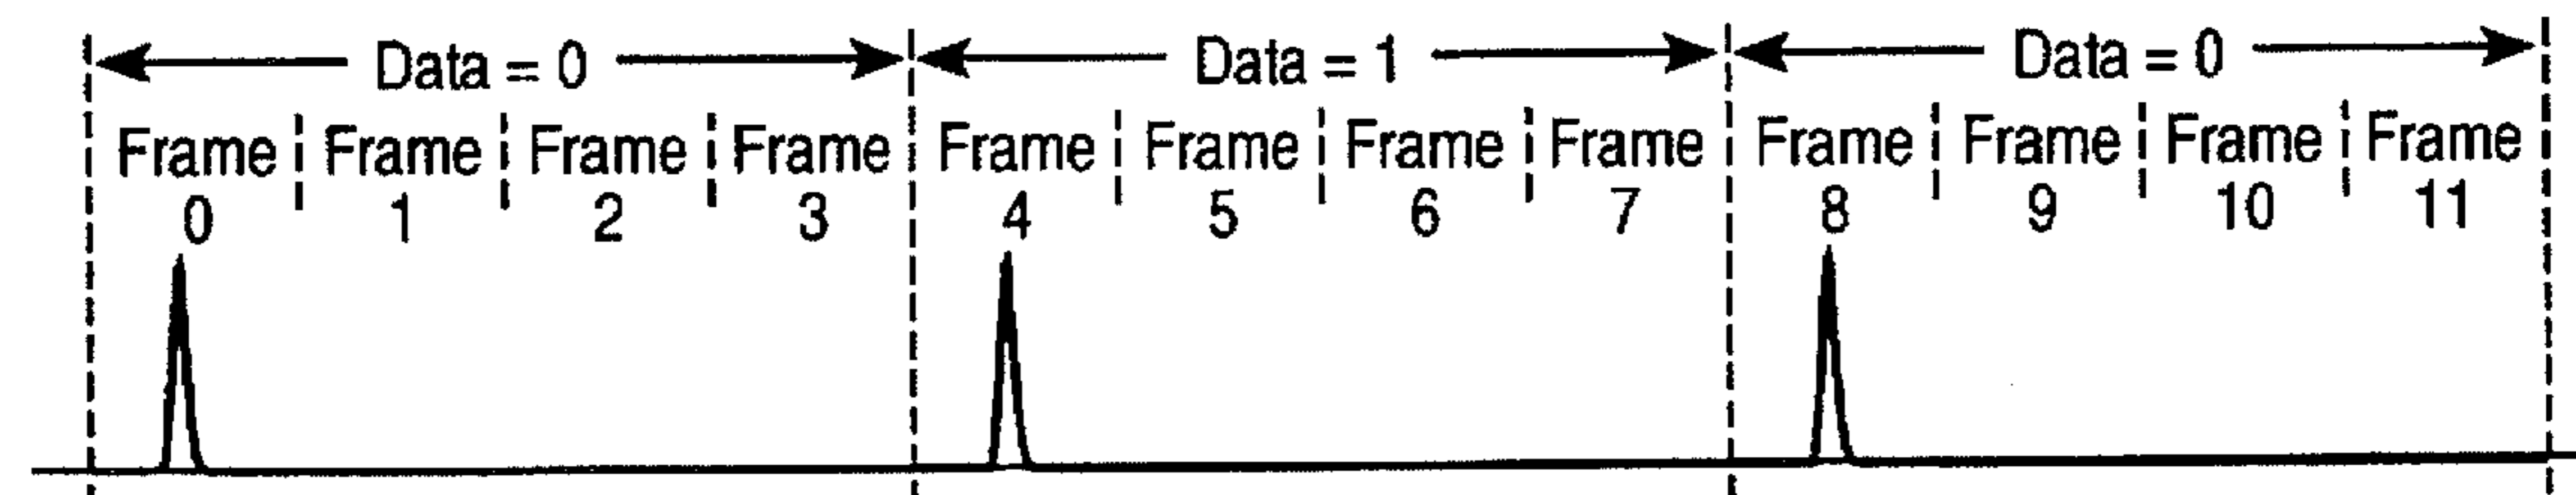 Data = 0 Data = 1 Data = 0
Frame Frame Frame Frame Frame Frame Frame Frame Frame Frame Frame Frame
0 1 2 3 4 5 6 7 8 9 10 11